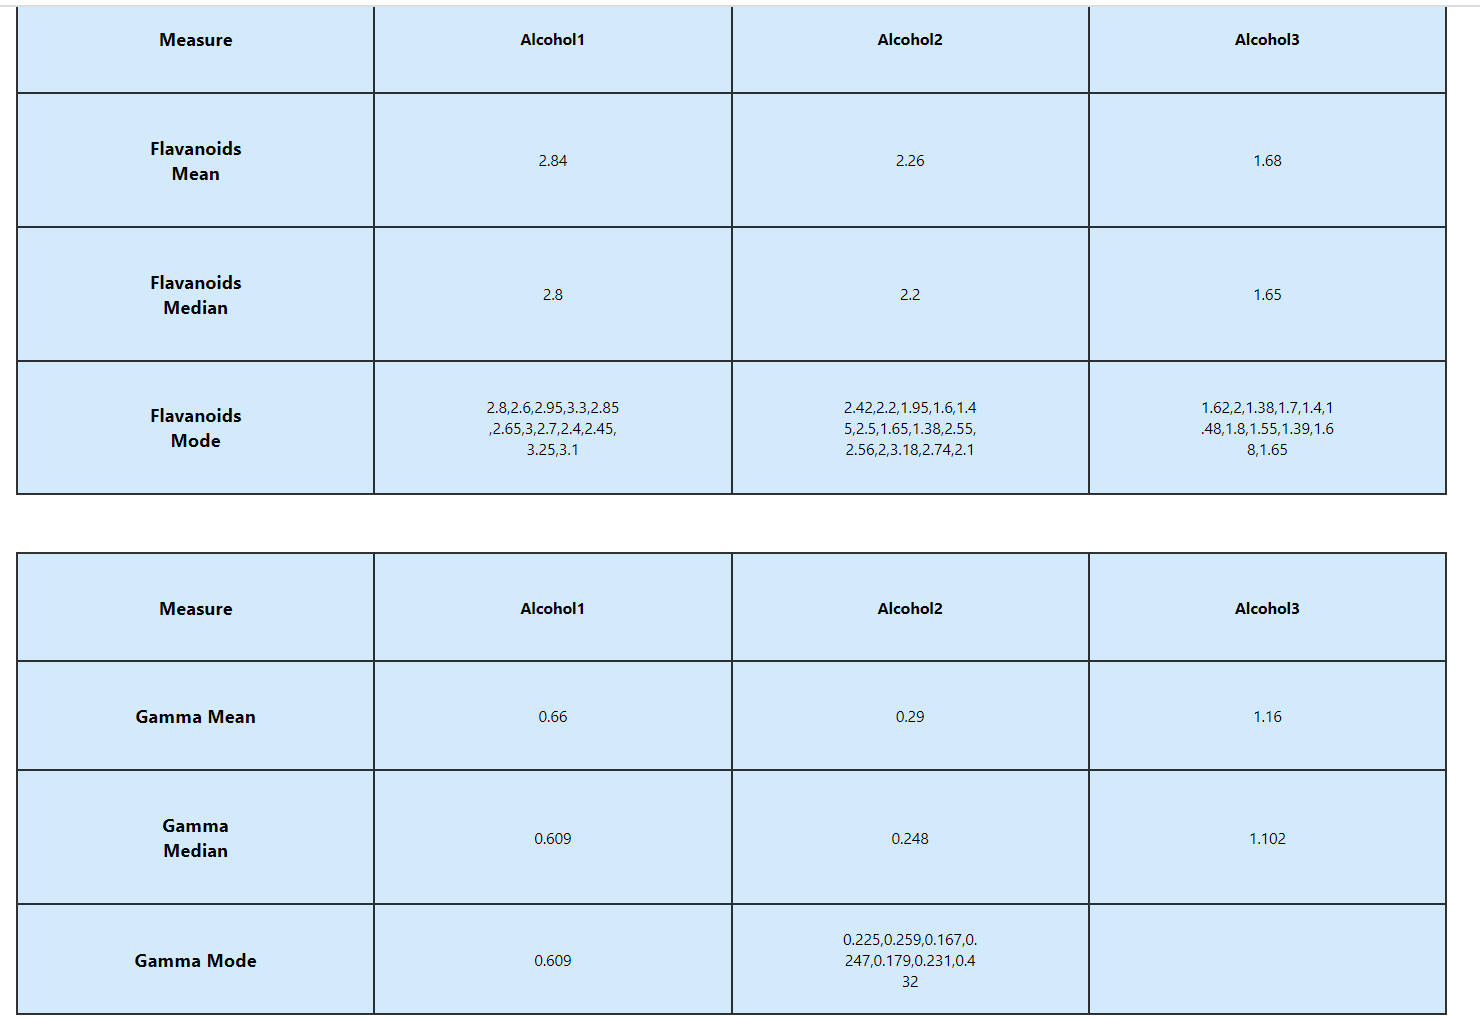 Measure Alcohol1 Alcohol2 Alcohol3
Flavanoids
Mean
2.84 2.26 1.68
Flavanoids
Median
2.8 2.2 1.65
Flavanoids
Mode
2.8,2.6,2.95,3.3,2.85
,2.65,3,2.7,2.4,2.45,
3.25,3.1
2.42,2.2,1.95,1.6,1.4
5,2.5,1.65,1.38,2.55,
2.56,2,3.18,2.74,2.1
1.62,2,1.38,1.7,1.4,1
.48,1.8,1.55,1.39,1.6
8,1.65
Measure Alcohol1 Alcohol2 Alcohol3
Gamma Mean 0.66 0.29 1.16
Gamma
Median
0.609 0.248 1.102
Gamma Mode 0.609
0.225,0.259,0.167,0.
247,0.179,0.231,0.4
32